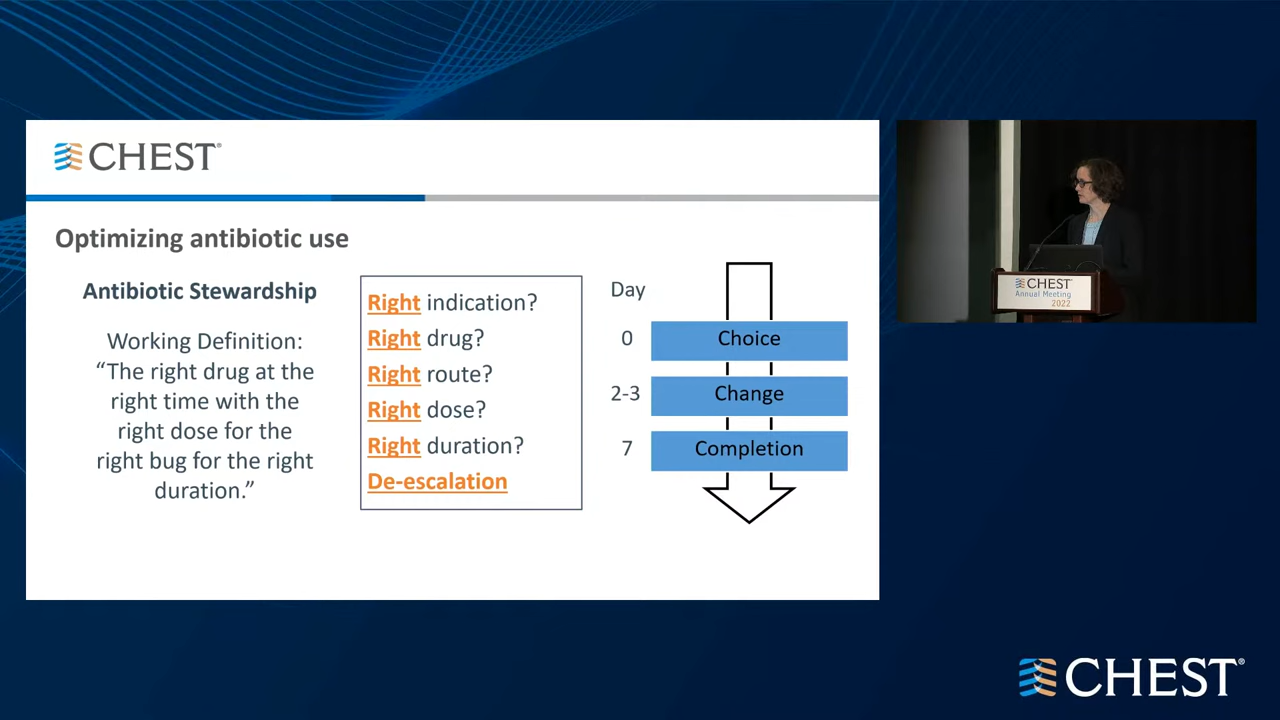 CHEST®
Optimizing antibiotic use
Antibiotic Stewardship
Working Definition:
“The right drug at the
right time with the
right dose for the
right bug for the right
duration.”
Right indication?
Right drug?
Right route?
Right dose?
Right duration?
De-escalation
Day
0
Choice
2-3
Change
7
Completion
CHEST
Annual Meeting
2022
CHEST®